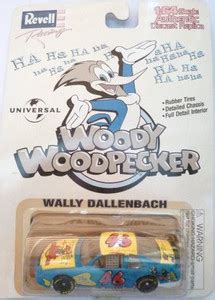 Revell
Racing
1:64 Scale
Authentic
Diecast Replica
HA Ha HA ha
Ha HA Ha
UNIVERSAL
• Rubber Tires
• Detailed Chassis
• Full Detail Interior
WOODY
WOODPECKER
WALLY DALLENBACH
WARNING
46
46